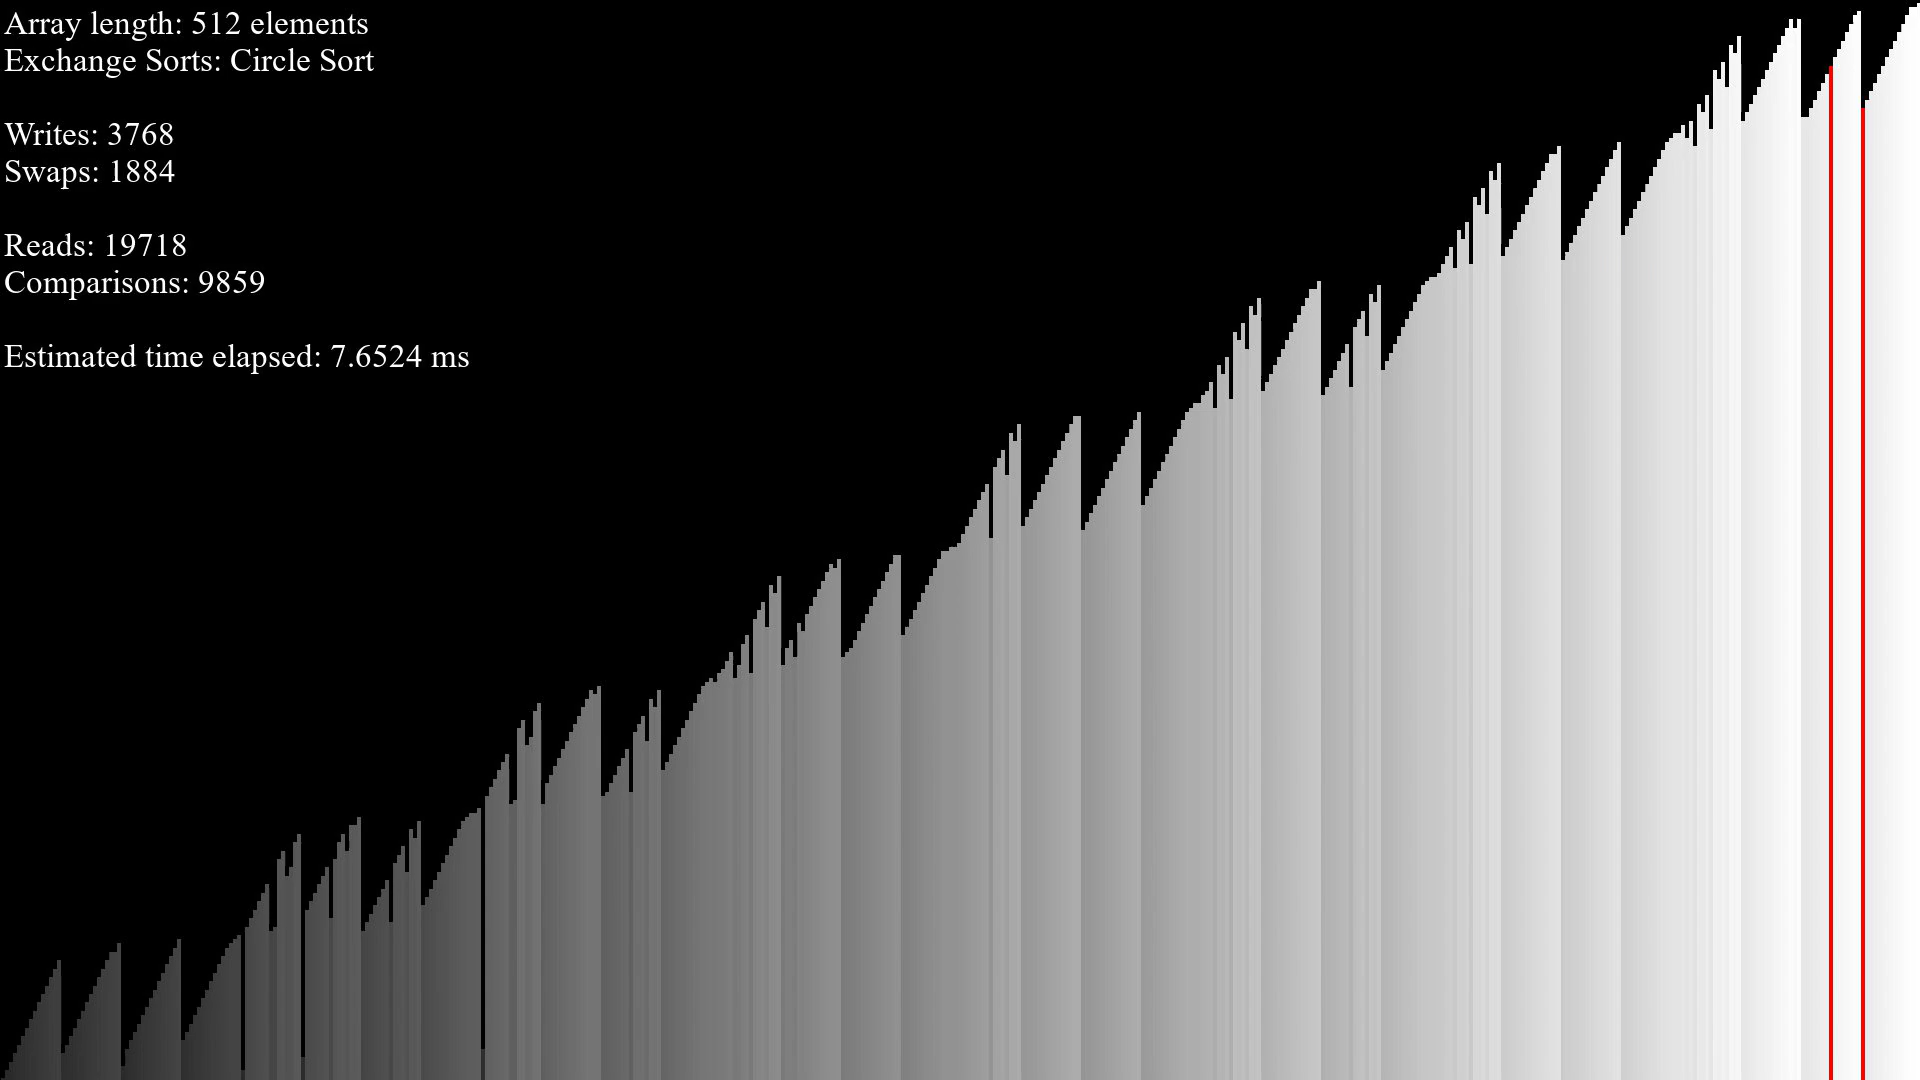 Array length: 512 elements
Exchange Sorts: Circle Sort
Writes: 3768
Swaps: 1884
Reads: 19718
Comparisons: 9859
Estimated time elapsed: 7.6524 ms